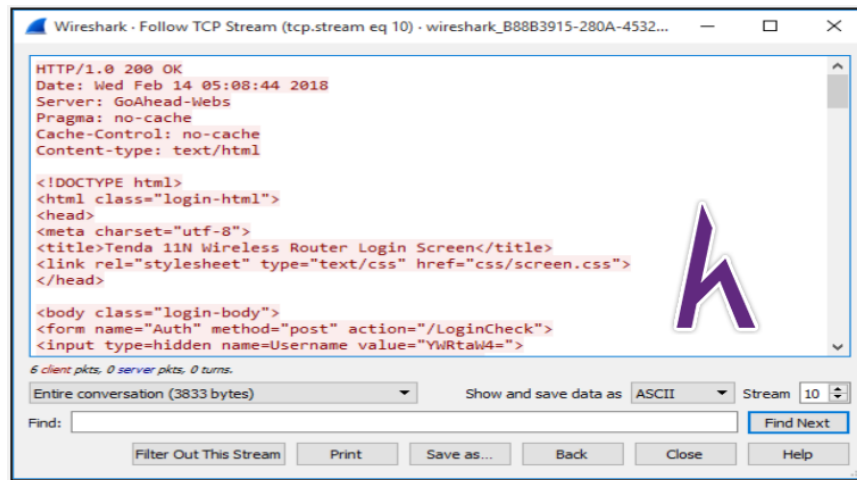 Wireshark · Follow TCP Stream (tcp.stream eq 10) · wireshark_B88B3915-280A-4532...
HTTP/1.0 200 OK
Date: Wed Feb 14 05:08:44 2018
Server: GoAhead-Webs
Pragma: no-cache
Cache-Control: no-cache
Content-type: text/html
<!DOCTYPE html>
<html class="login-html">
<head>
<meta charset="utf-8">
<title>Tenda 11N Wireless Router Login Screen</title>
<link rel="stylesheet" type="text/css" href="css/screen.css">
</head>
<body class="login-body">
<form name="Auth" method="post" action="/LoginCheck">
<input type=hidden name=Username value="YWRtaW4=">
6 client pkts, 0 server pkts, 0 turns.
Entire conversation (3833 bytes) Show and save data as ASCII Stream 10
Find: Find Next
Filter Out This Stream Print Save as... Back Close Help